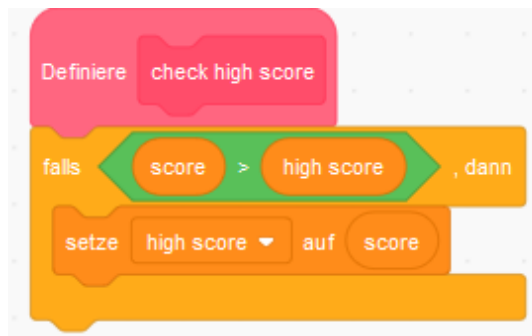 Definiere check high score
falls score > high score , dann
setze high score auf score